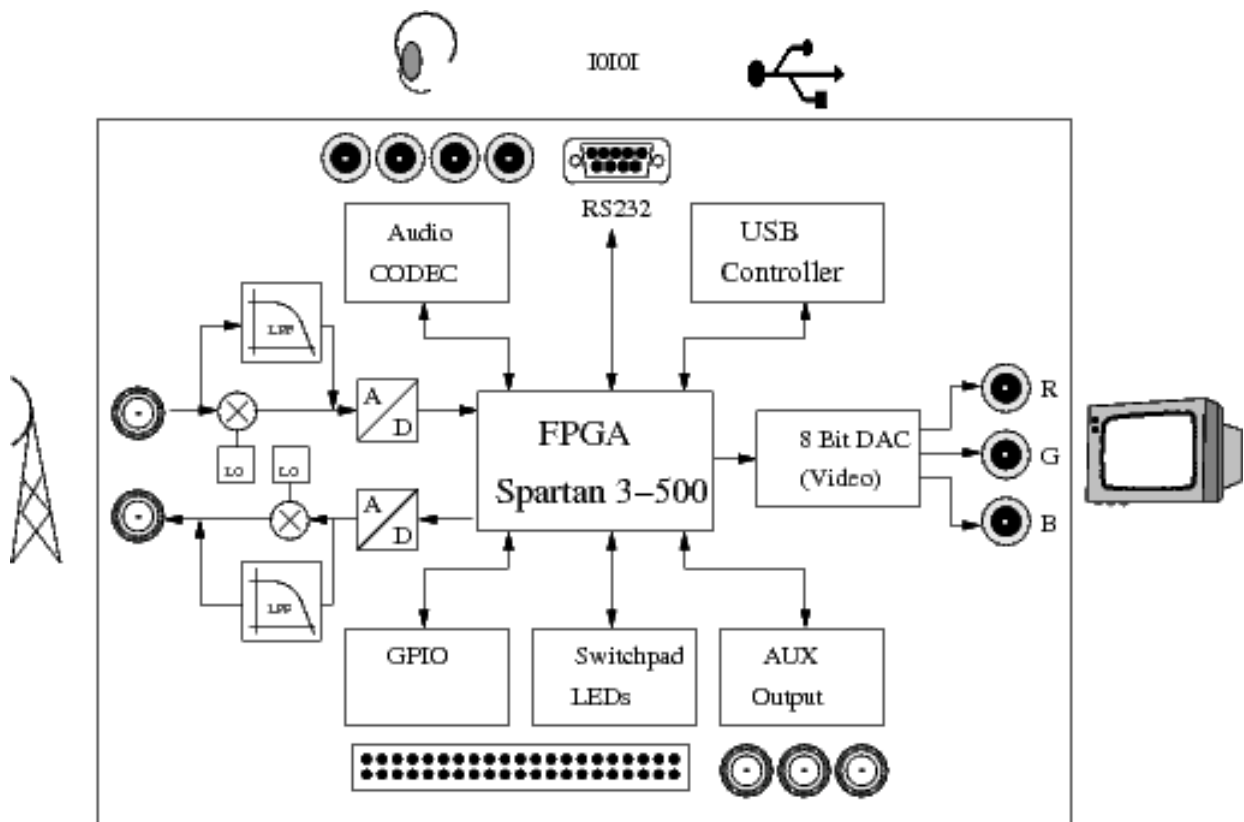 IOIOI
RS232
Audio
CODEC
USB
Controller
LPF
A
D
LO
LO
FPGA
Spartan 3-500
8 Bit DAC
(Video)
R
G
B
A
D
LPF
GPIO
Switchpad
LEDs
AUX
Output